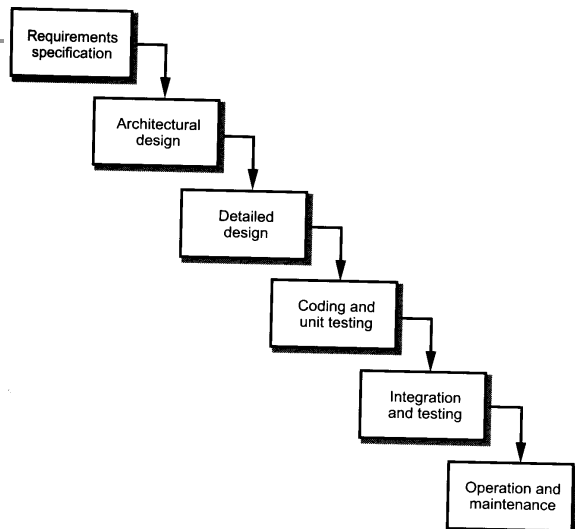 Requirements
specification
Architectural
design
Detailed
design
Coding and
unit testing
Integration
and testing
Operation and
maintenance